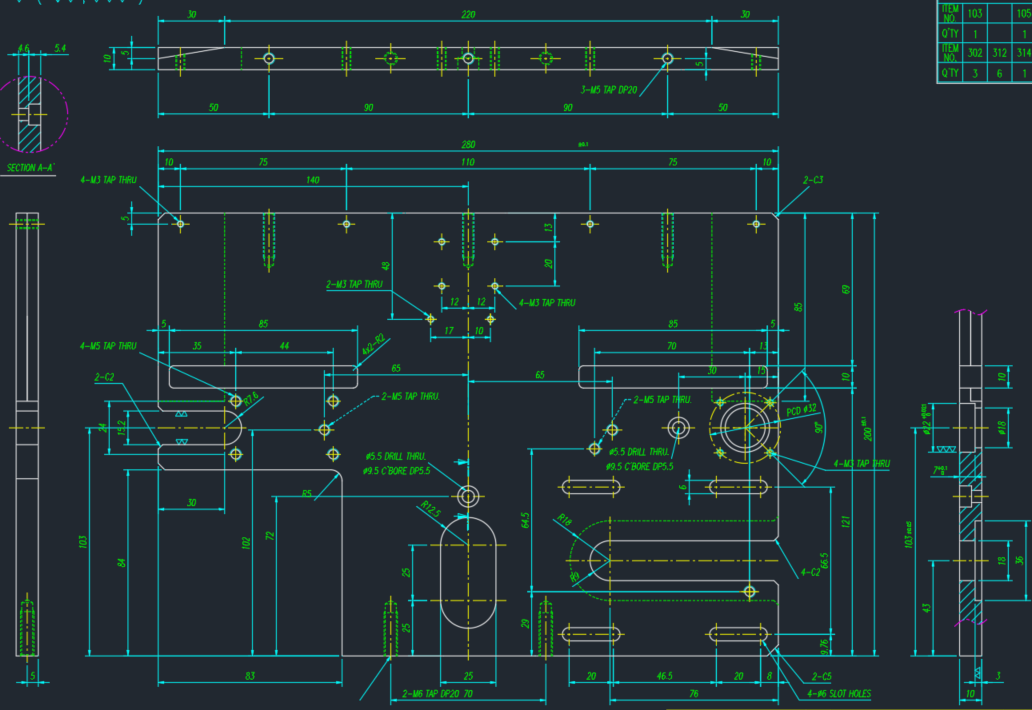 30
220
30
ITEM NO. 103 105
Q'TY 1 1
ITEM NO. 302 312 314
Q'TY 3 6 1
4.6
5.4
10
5
5
3-M5 TAP DP20
50
90
90
50
SECTION A-A'
280
10
75
110
75
10
4-M3 TAP THRU
140
2-C3
5
48
13
20
69
85
2-M3 TAP THRU
4-M3 TAP THRU
12
12
17
10
5
85
85
5
35
44
70
13
4-M5 TAP THRU
4x2-R2
65
65
30
15
10
10
2-C2
R7.6
2-M5 TAP THRU.
2-M5 TAP THRU.
PCD ø32
90°
200
24
15.2
ø22
ø18
ø5.5 DRILL THRU.
ø9.5 C'BORE DP5.5
ø5.5 DRILL THRU.
ø9.5 C'BORE DP5.5
4-M3 TAP THRU
R5
6
30
R12.5
R18
64.5
121
103
84
102
72
103
66.5
R9
4-C2
25
18
36
25
29
43
9.76
5
83
25
20
46.5
20
8
2-C5
3
2-M6 TAP DP20 70
76
4-ø6 SLOT HOLES
10